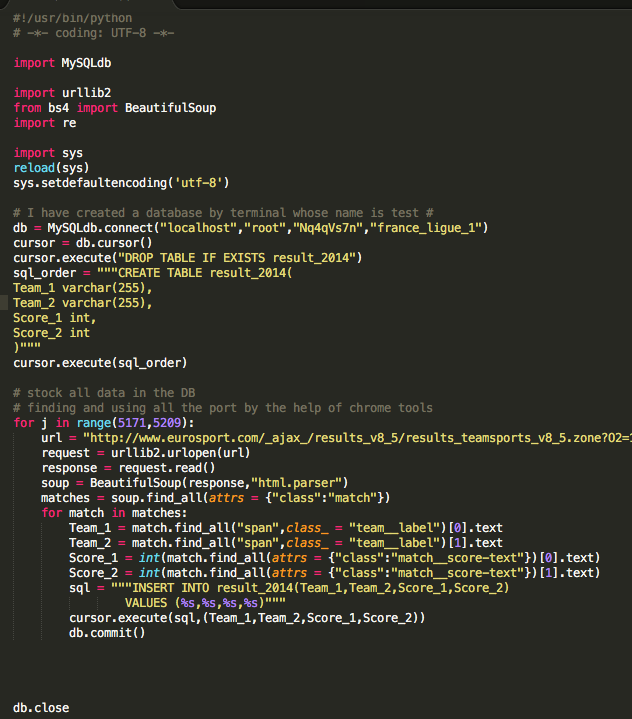 #!/usr/bin/python
# -*- coding: UTF-8 -*-
import MySQLdb
import urllib2
from bs4 import BeautifulSoup
import re
import sys
reload(sys)
sys.setdefaultencoding('utf-8')
# I have created a database by terminal whose name is test #
db = MySQLdb.connect("localhost","root","Nq4qVs7n","france_ligue_1")
cursor = db.cursor()
cursor.execute("DROP TABLE IF EXISTS result_2014")
sql_order = """CREATE TABLE result_2014(
Team_1 varchar(255),
Team_2 varchar(255),
Score_1 int,
Score_2 int
)"""
cursor.execute(sql_order)
# stock all data in the DB
# finding and using all the port by the help of chrome tools
for j in range(5171,5209):
url = "http://www.eurosport.com/_ajax_/results_v8_5/results_teamsports_v8_5.zone?O2=1
request = urllib2.urlopen(url)
response = request.read()
soup = BeautifulSoup(response,"html.parser")
matches = soup.find_all(attrs = {"class":"match"})
for match in matches:
Team_1 = match.find_all("span",class_ = "team__label")[0].text
Team_2 = match.find_all("span",class_ = "team__label")[1].text
Score_1 = int(match.find_all(attrs = {"class":"match__score-text"})[0].text)
Score_2 = int(match.find_all(attrs = {"class":"match__score-text"})[1].text)
sql = """INSERT INTO result_2014(Team_1,Team_2,Score_1,Score_2)
VALUES (%s,%s,%s,%s)"""
cursor.execute(sql,(Team_1,Team_2,Score_1,Score_2))
db.commit()
db.close